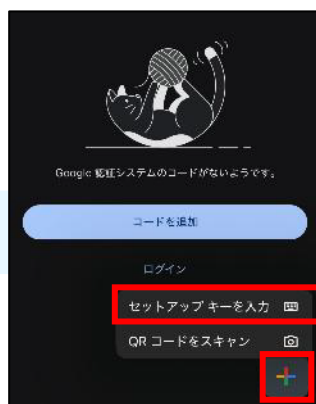 Google 認証システムのコードがないようです。
コードを追加
ログイン
セットアップ キーを入力
QR コードをスキャン